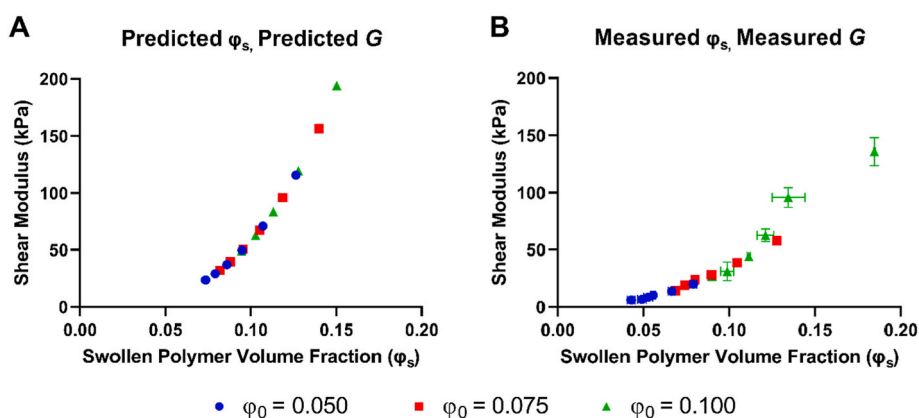 A
Predicted φs, Predicted G
200
150
100
50
0
Shear Modulus (kPa)
0.00
0.05
0.10
0.15
0.20
Swollen Polymer Volume Fraction (φs)
B
Measured φs, Measured G
200
150
100
50
0
Shear Modulus (kPa)
0.00
0.05
0.10
0.15
0.20
Swollen Polymer Volume Fraction (φs)
φ0 = 0.050
φ0 = 0.075
φ0 = 0.100